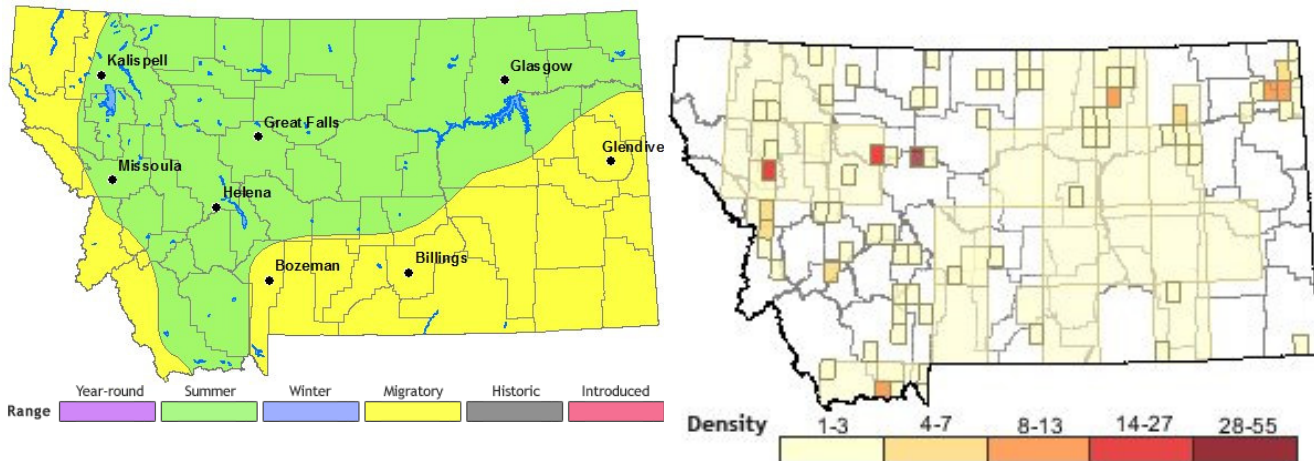 Kalispell
Glasgow
Great Falls
Glendive
Missoula
Helena
Bozeman
Billings
Year-round Summer Winter Migratory Historic Introduced
Range
Density 1-3 4-7 8-13 14-27 28-55